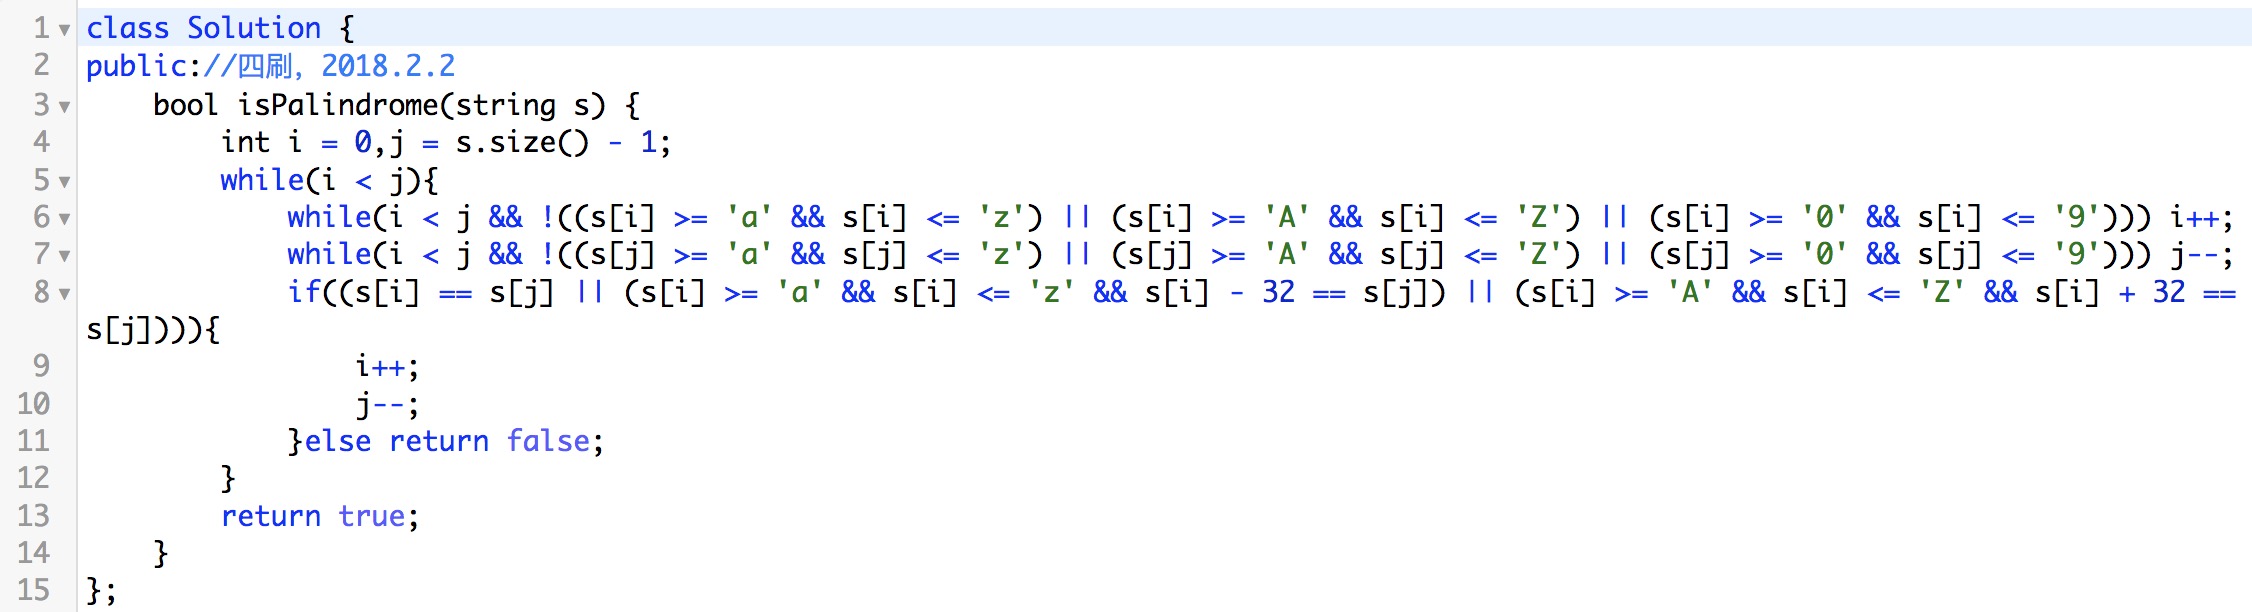 1 class Solution {
2 public://四刷，2018.2.2
3     bool isPalindrome(string s) {
4         int i = 0,j = s.size() - 1;
5         while(i < j){
6             while(i < j && !((s[i] >= 'a' && s[i] <= 'z') || (s[i] >= 'A' && s[i] <= 'Z') || (s[i] >= '0' && s[i] <= '9'))) i++;
7             while(i < j && !((s[j] >= 'a' && s[j] <= 'z') || (s[j] >= 'A' && s[j] <= 'Z') || (s[j] >= '0' && s[j] <= '9'))) j--;
8             if((s[i] == s[j] || (s[i] >= 'a' && s[i] <= 'z' && s[i] - 32 == s[j]) || (s[i] >= 'A' && s[i] <= 'Z' && s[i] + 32 ==
s[j]))){
9                 i++;
10                 j--;
11             }else return false;
12         }
13         return true;
14     }
15 };